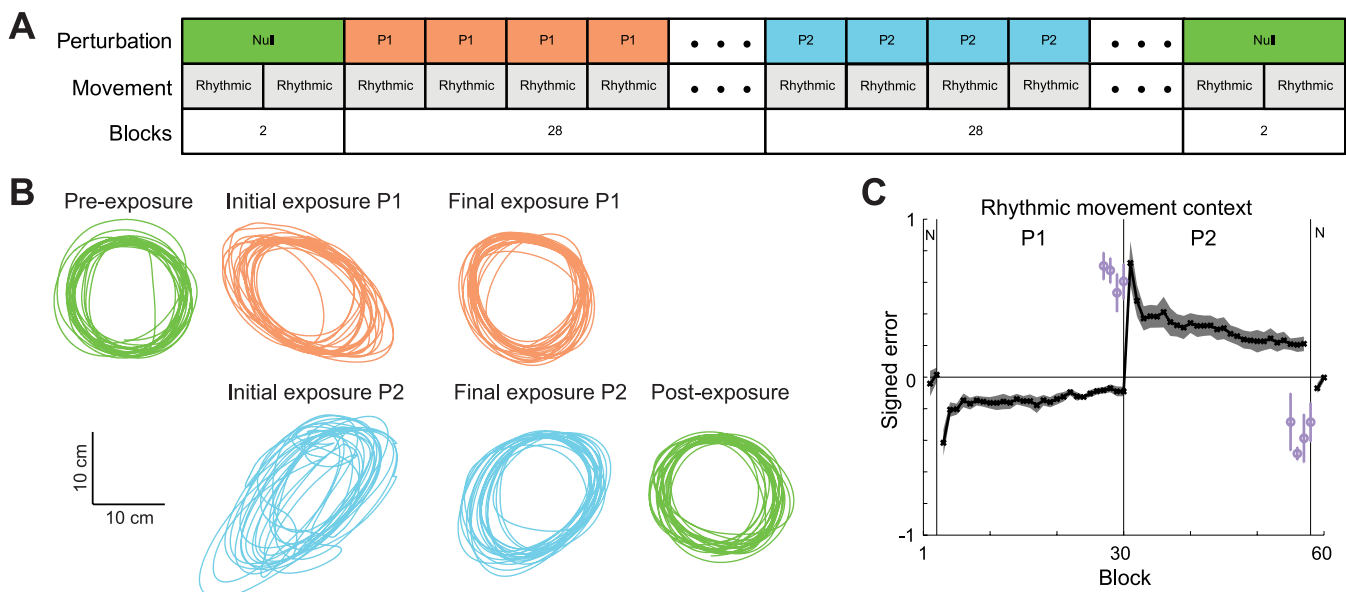 A
Perturbation Null P1 P1 P1 P1 • • • P2 P2 P2 P2 • • • Null
Movement Rhythmic Rhythmic Rhythmic Rhythmic Rhythmic Rhythmic • • • Rhythmic Rhythmic Rhythmic Rhythmic • • • Rhythmic Rhythmic
Blocks 2 28 28 2
B
Pre-exposure Initial exposure P1 Final exposure P1
Initial exposure P2 Final exposure P2 Post-exposure
10 cm
10 cm
C
Rhythmic movement context
N P1 P2 N
1
0
-1
Signed error
1 30 60
Block